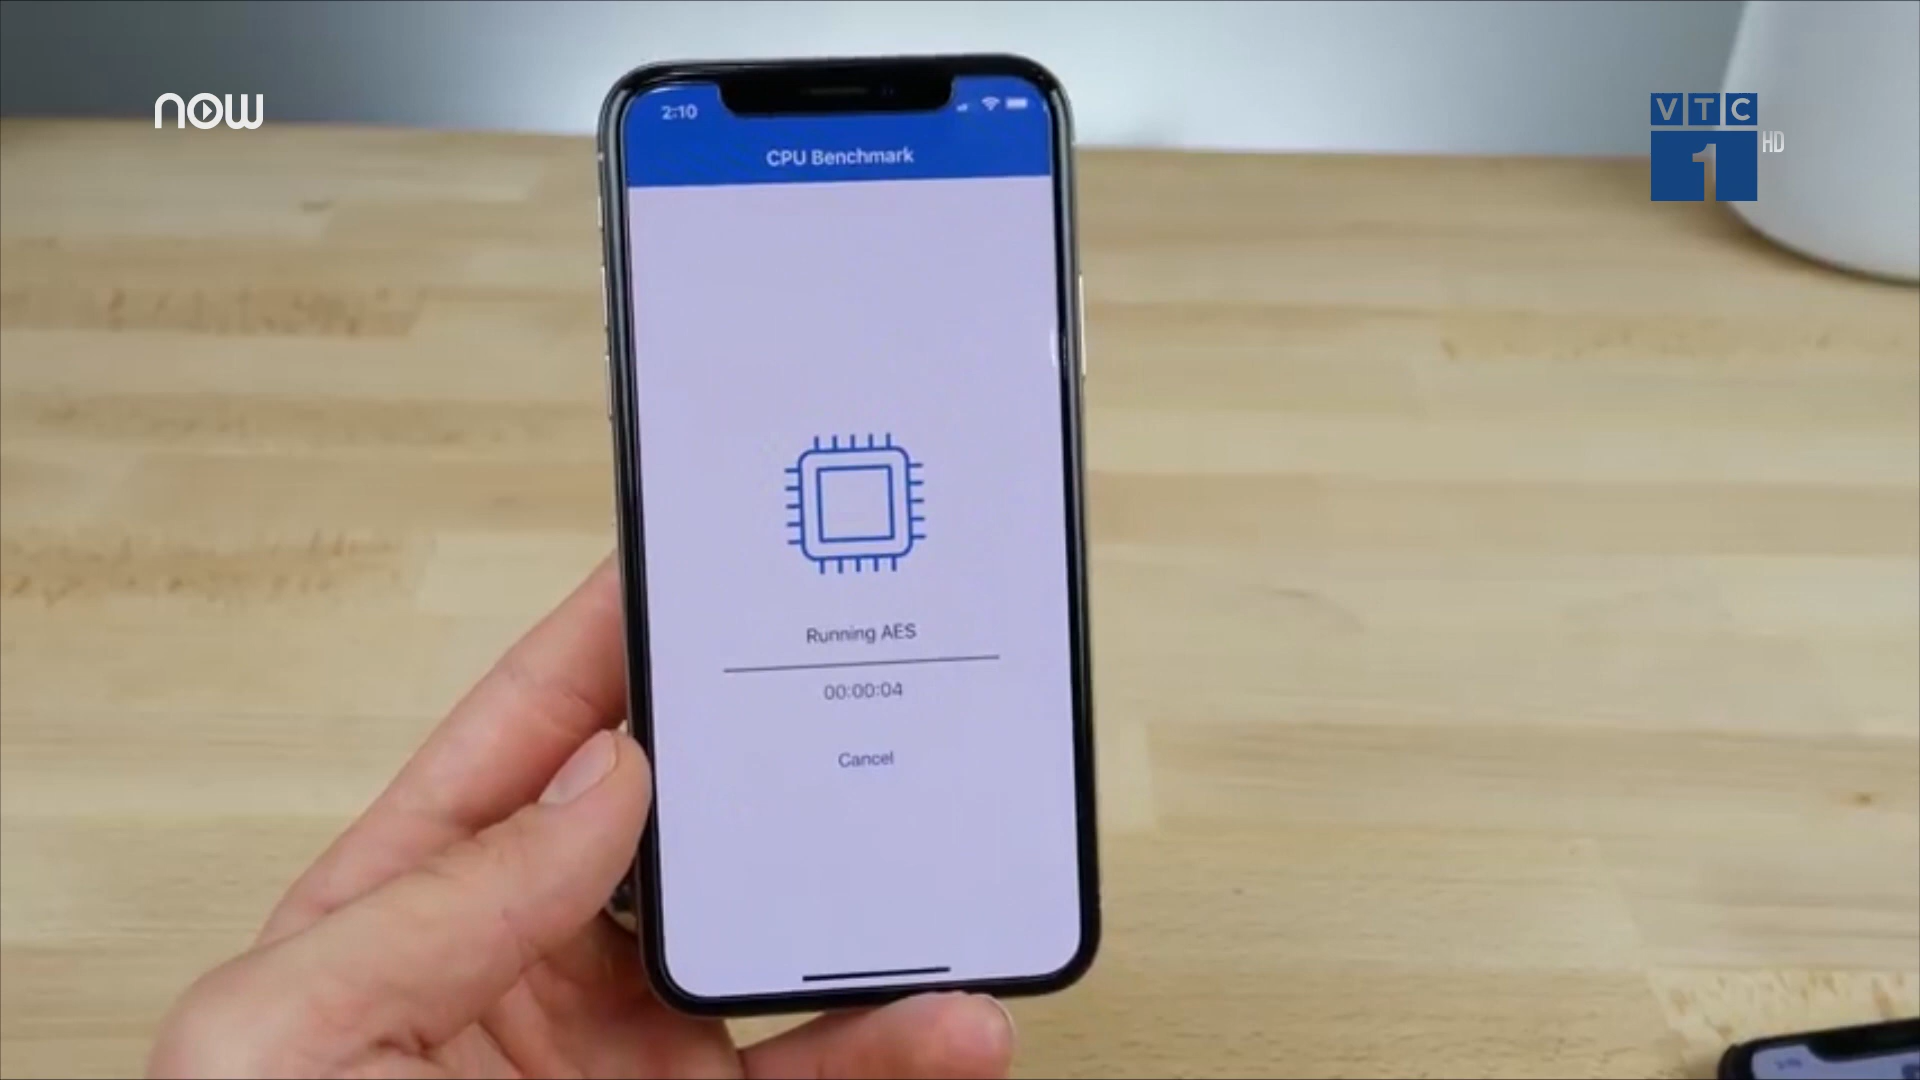 now
VTC
1
HD
2:10
CPU Benchmark
Running AES
00:00:04
Cancel